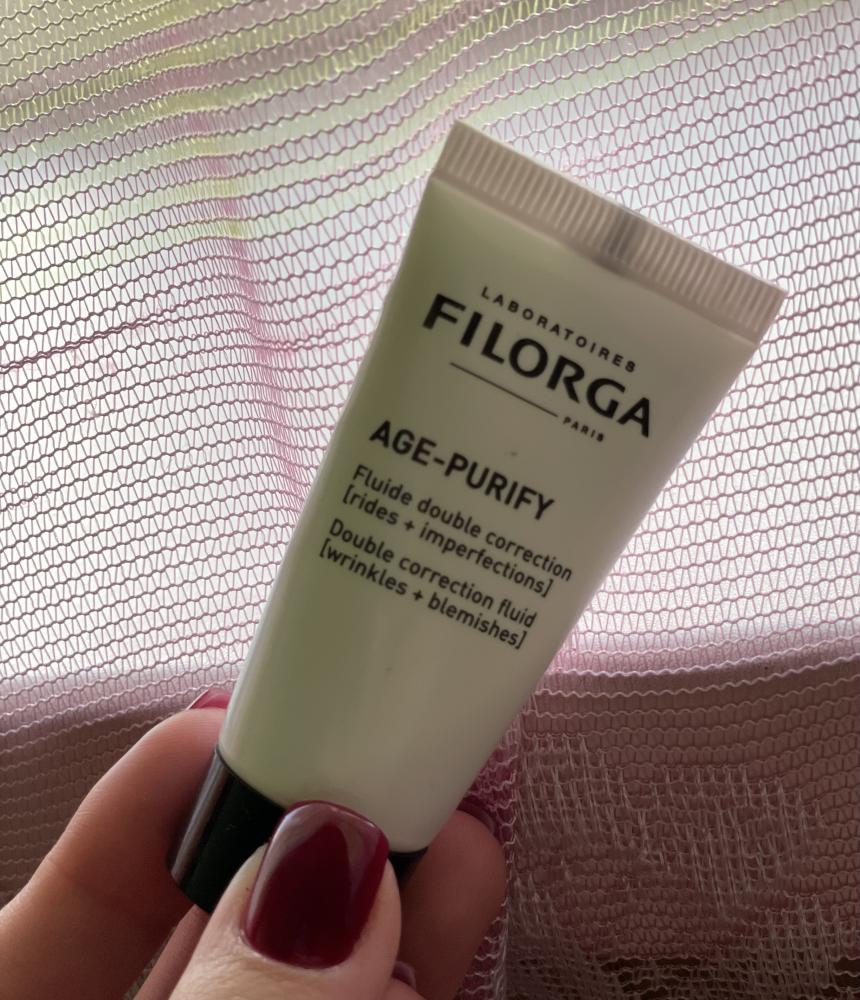 LABORATOIRES
FILORGA
PARIS
AGE-PURIFY
Fluide double correction
[rides + imperfections]
Double correction fluid
[wrinkles + blemishes]